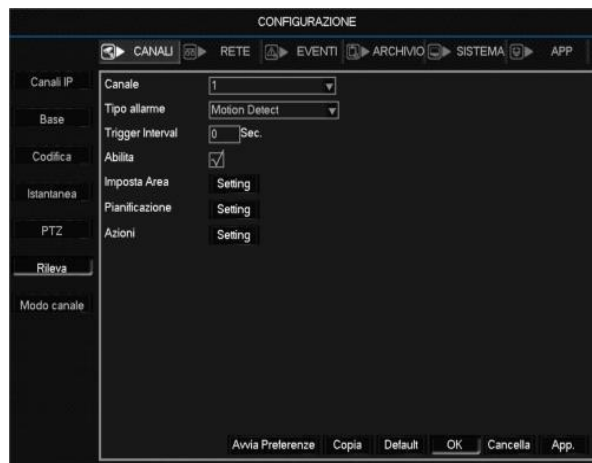 CONFIGURAZIONE
CANALI RETE EVENTI ARCHIVIO SISTEMA APP
Canali IP
Base
Codifica
Istantanea
PTZ
Rileva
Modo canale
Canale 1
Tipo allarme Motion Detect
Trigger Interval 0 Sec.
Abilita
Imposta Area Setting
Pianificazione Setting
Azioni Setting
Avvia Preferenze Copia Default OK Cancella App.